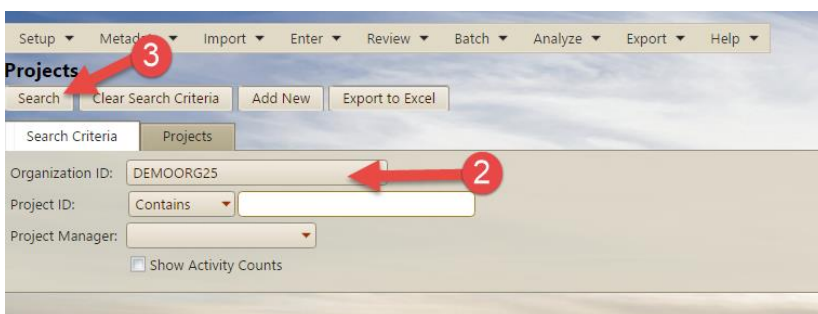 Setup Metadata Import Enter Review Batch Analyze Export Help
3
Projects
Search Clear Search Criteria Add New Export to Excel
Search Criteria Projects
Organization ID: DEMOORG25
2
Project ID: Contains
Project Manager:
Show Activity Counts